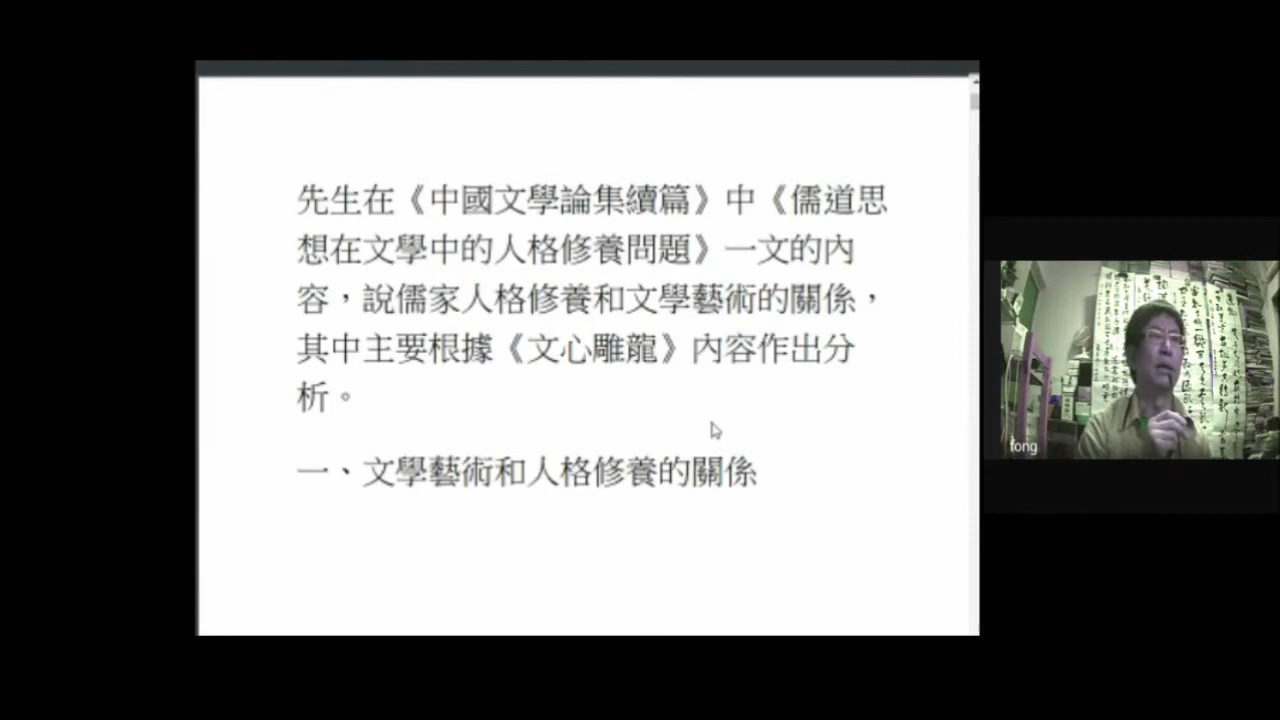 先生在《中國文學論集續篇》中《儒道思
想在文學中的人格修養問題》一文的內
容，說儒家人格修養和文學藝術的關係，
其中主要根據《文心雕龍》內容作出分
析。
一、文學藝術和人格修養的關係
fong